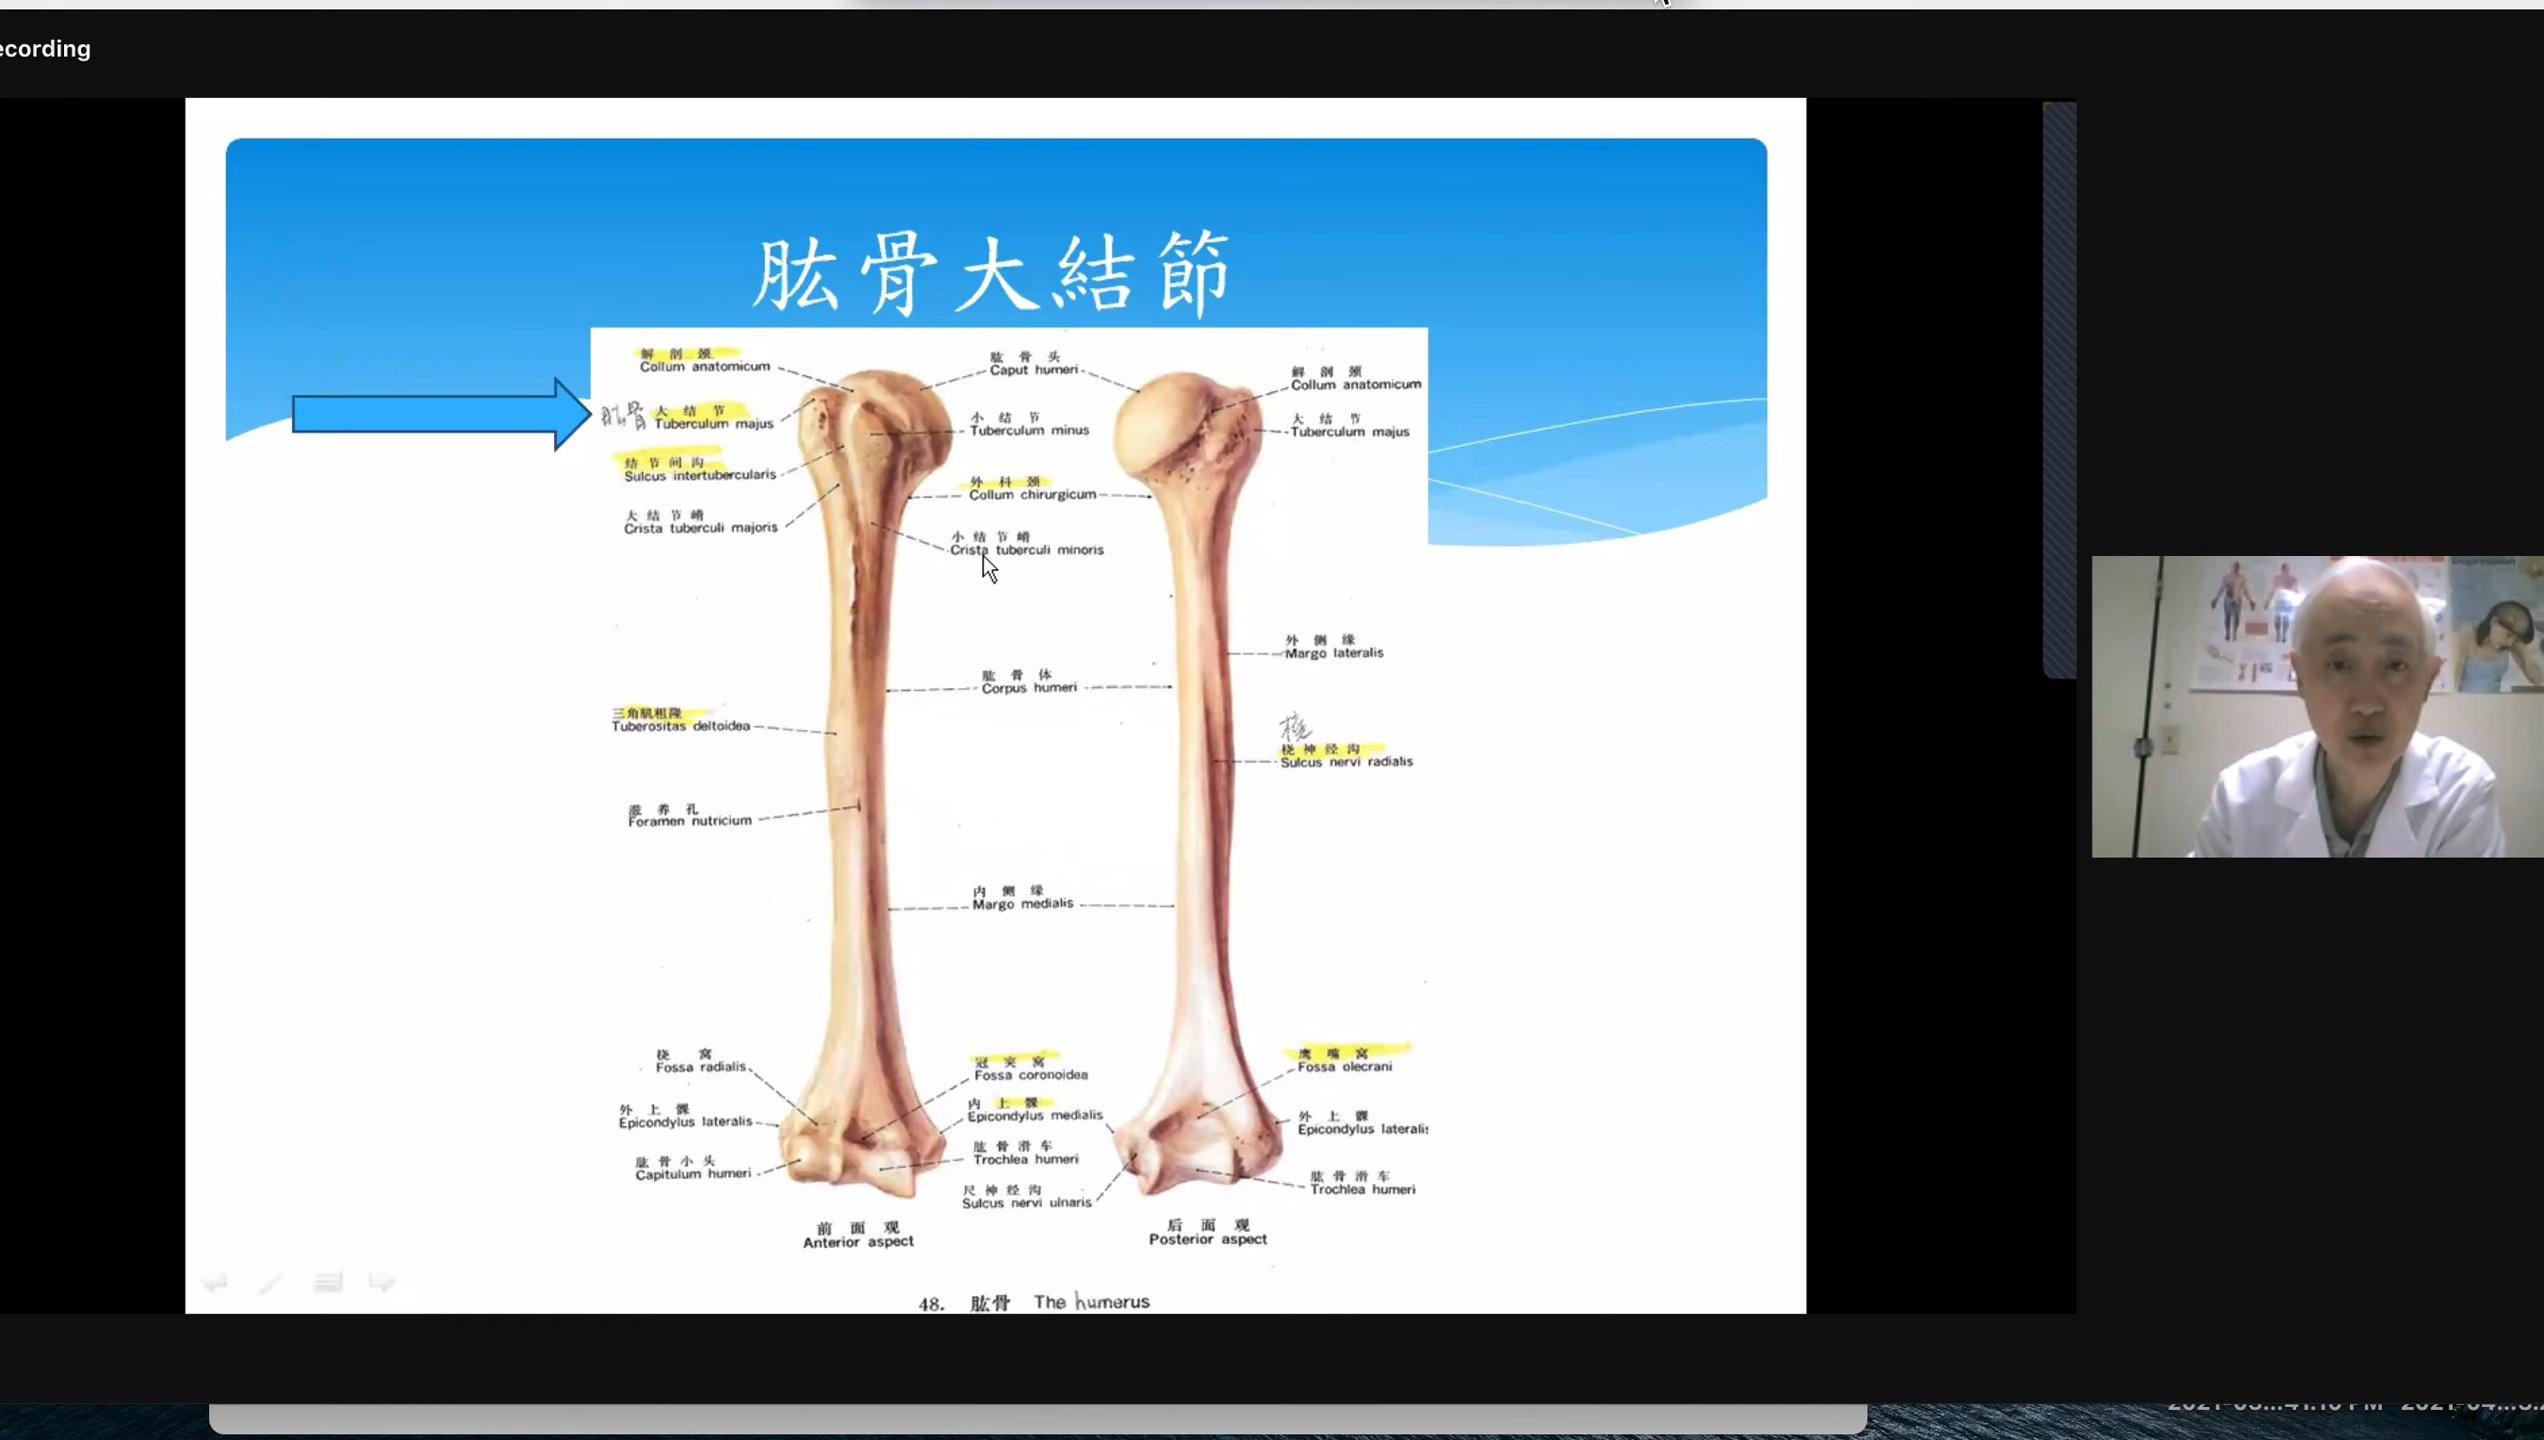 ecording
肱骨大結節
解剖颈
Collum anatomicum
肱骨头
Caput humeri
解剖颈
Collum anatomicum
肱骨
大结节
Tuberculum majus
小结节
Tuberculum minus
大结节
Tuberculum majus
结节间沟
Sulcus intertubercularis
外科颈
Collum chirurgicum
大结节嵴
Crista tuberculi majoris
小结节嵴
Crista tuberculi minoris
外侧缘
Margo lateralis
肱骨体
Corpus humeri
三角肌粗隆
Tuberositas deltoidea
桡
桡神经沟
Sulcus nervi radialis
滋养孔
Foramen nutricium
内侧缘
Margo medialis
桡窝
Fossa radialis
冠突窝
Fossa coronoidea
鹰嘴窝
Fossa olecrani
外上髁
Epicondylus lateralis
内上髁
Epicondylus medialis
外上髁
Epicondylus lateralis
肱骨小头
Capitulum humeri
肱骨滑车
Trochlea humeri
尺神经沟
Sulcus nervi ulnaris
肱骨滑车
Trochlea humeri
前面观
Anterior aspect
后面观
Posterior aspect
48. 肱骨 The humerus